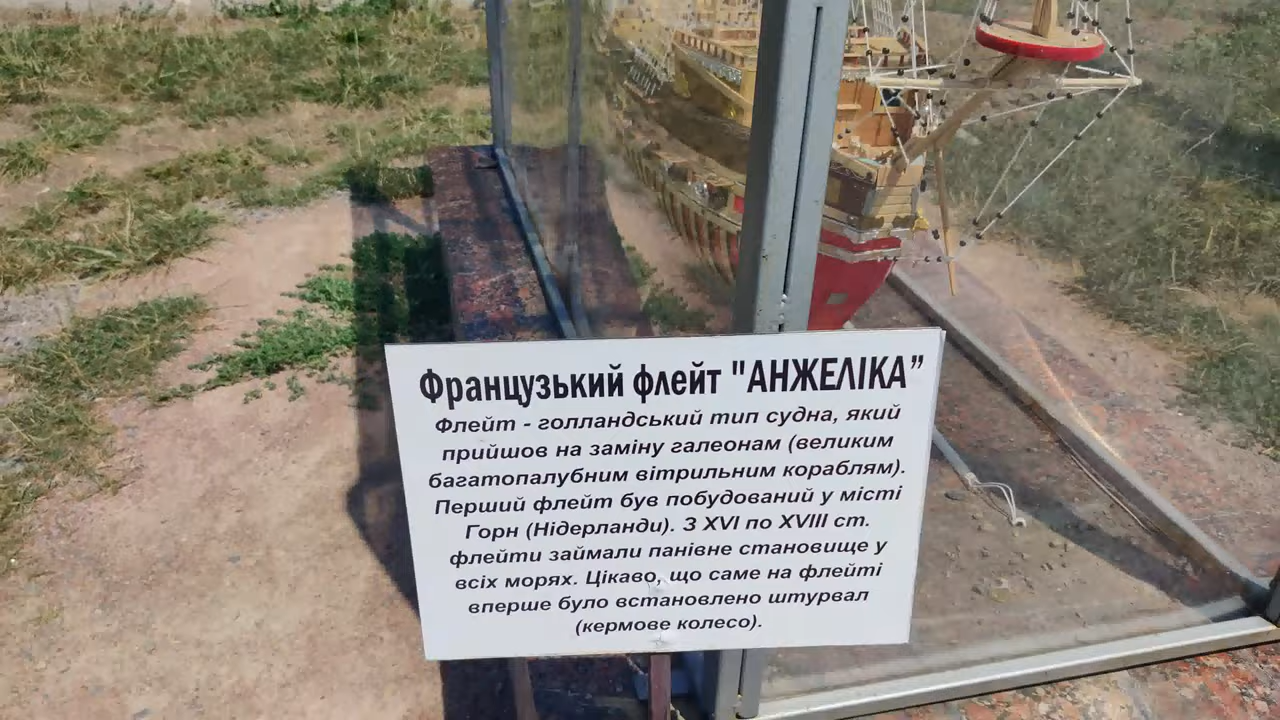 Французький флейт "АНЖЕЛІКА”
Флейт - голландський тип судна, який
прийшов на заміну галеонам (великим
багатопалубним вітрильним кораблям).
Перший флейт був побудований у місті
Горн (Нідерланди). З XVI по XVIII ст.
флейти займали панівне становище у
всіх морях. Цікаво, що саме на флейті
вперше було встановлено штурвал
(кермове колесо).